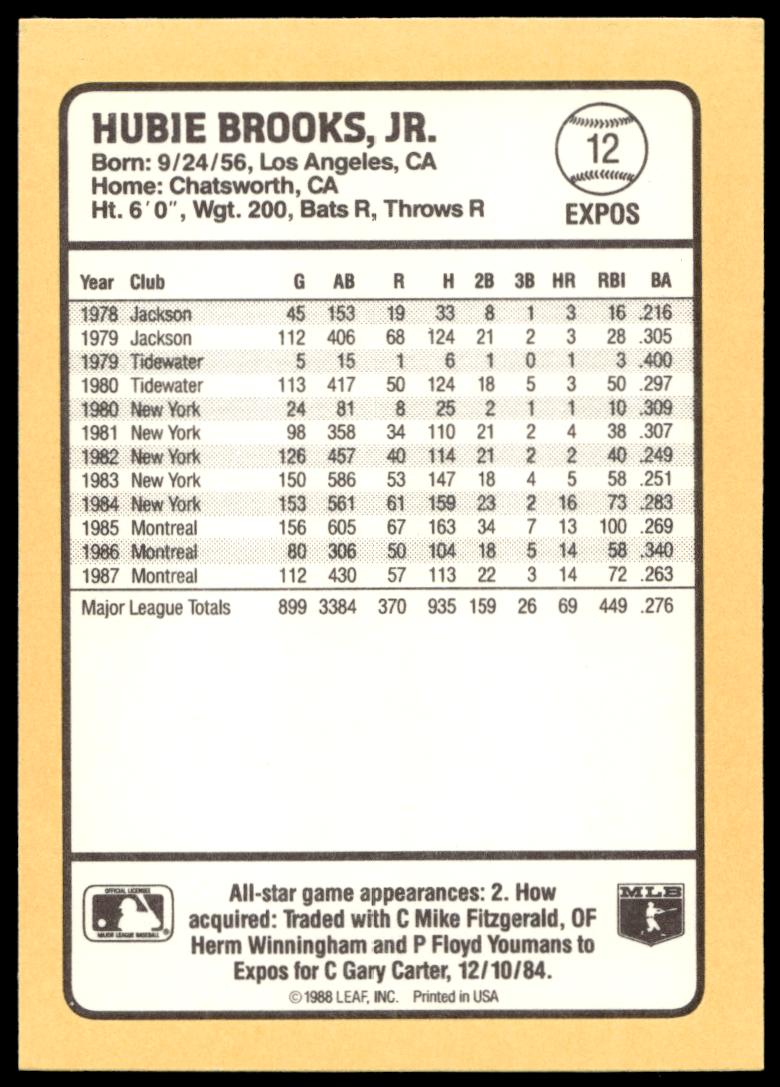 HUBIE BROOKS, JR.
Born: 9/24/56, Los Angeles, CA
Home: Chatsworth, CA
Ht. 6'0", Wgt. 200, Bats R, Throws R
12
EXPOS
Year Club G AB R H 2B 3B HR RBI BA
1978 Jackson 45 153 19 33 8 1 3 16 .216
1979 Jackson 112 406 68 124 21 2 3 28 .305
1979 Tidewater 5 15 1 6 1 0 1 3 .400
1980 Tidewater 113 417 50 124 18 5 3 50 .297
1980 New York 24 81 8 25 2 1 1 10 .309
1981 New York 98 358 34 110 21 2 4 38 .307
1982 New York 126 457 40 114 21 2 2 40 .249
1983 New York 150 586 53 147 18 4 5 58 .251
1984 New York 153 561 61 159 23 2 16 73 .283
1985 Montreal 156 605 67 163 34 7 13 100 .269
1986 Montreal 80 306 50 104 18 5 14 58 .340
1987 Montreal 112 430 57 113 22 3 14 72 .263
Major League Totals 899 3384 370 935 159 26 69 449 .276
OFFICIAL LICENSEE
MAJOR LEAGUE BASEBALL ®
All-star game appearances: 2. How
acquired: Traded with C Mike Fitzgerald, OF
Herm Winningham and P Floyd Youmans to
Expos for C Gary Carter, 12/10/84.
©1988 LEAF, INC. Printed in USA
MLB